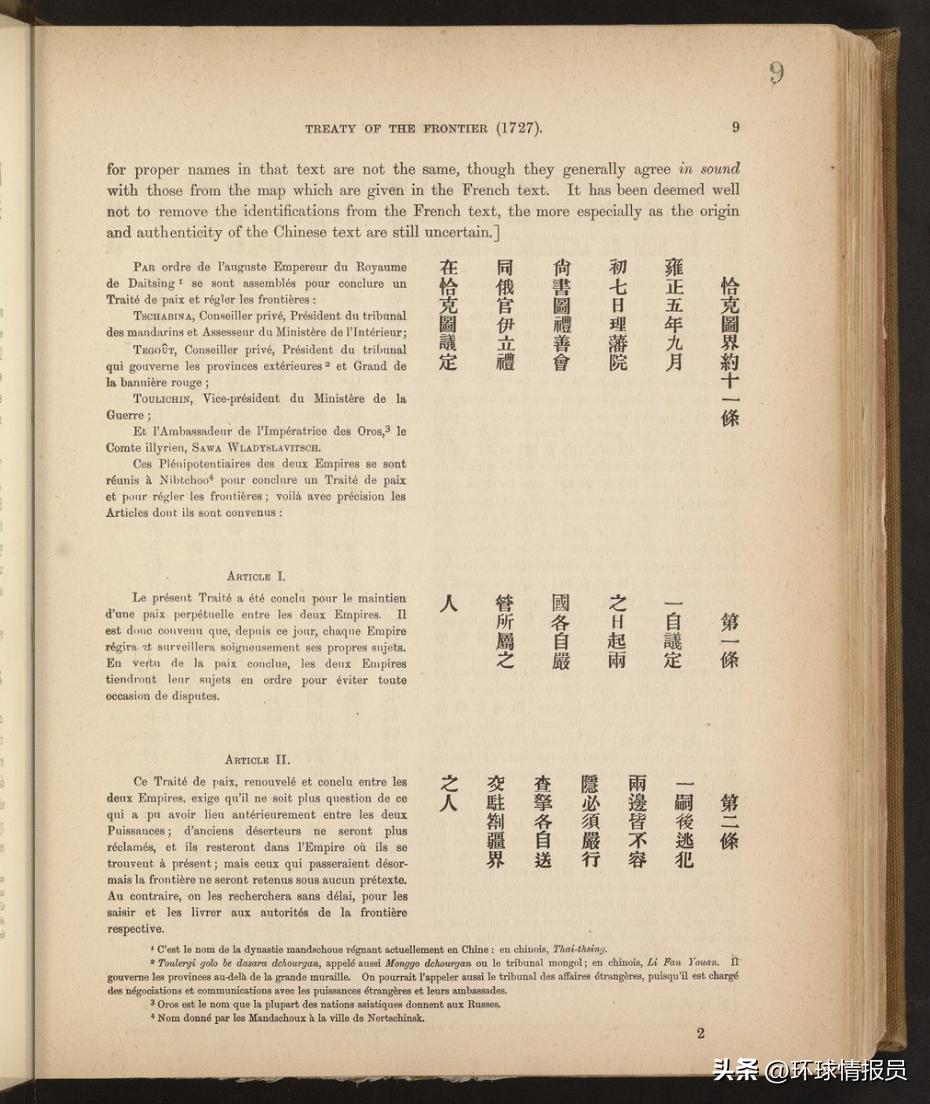 9
TREATY OF THE FRONTIER (1727).
9
for proper names in that text are not the same, though they generally agree in sound
with those from the map which are given in the French text. It has been deemed well
not to remove the identifications from the French text, the more especially as the origin
and authenticity of the Chinese text are still uncertain.]
PAR ordre de l'auguste Empereur du Royaume
de Daitsing¹ se sont assemblés pour conclure un
Traité de paix et régler les frontières :
TSCHABINA, Conseiller privé, Président du tribunal
des mandarins et Assesseur du Ministère de l'Intérieur;
TEGOÛT, Conseiller privé, Président du tribunal
qui gouverne les provinces extérieures² et Grand de
la bannière rouge ;
TOULICHIN, Vice-président du Ministère de la
Guerre ;
Et l'Ambassadeur de l'Impératrice des Oros,³ le
Comte illyrien, SAWA WLADYSLAVITSCH.
Ces Plénipotentiaires des deux Empires se sont
réunis à Nibtchoo⁴ pour conclure un Traité de paix
et pour régler les frontières ; voilà avec précision les
Articles dont ils sont convenus :
恰克圖界約十一條
雍正五年九月
初七日理藩院
尙書圖禮善會
同俄官伊立禮
在恰克圖議定
ARTICLE I.
Le présent Traité a été conclu pour le maintien
d'une paix perpétuelle entre les deux Empires. Il
est donc convenu que, depuis ce jour, chaque Empire
régira et surveillera soigneusement ses propres sujets.
En vertu de la paix conclue, les deux Empires
tiendront leur sujets en ordre pour éviter toute
occasion de disputes.
第一條
一自議定
之日起兩
國各自嚴
管所屬之
人
ARTICLE II.
Ce Traité de paix, renouvelé et conclu entre les
deux Empires, exige qu'il ne soit plus question de ce
qui a pu avoir lieu antérieurement entre les deux
Puissances ; d'anciens déserteurs ne seront plus
réclamés, et ils resteront dans l'Empire où ils se
trouvent à présent ; mais ceux qui passeraient désor-
mais la frontière ne seront retenus sous aucun prétexte.
Au contraire, on les recherchera sans délai, pour les
saisir et les livrer aux autorités de la frontière
respective.
第二條
一嗣後逃犯
兩邊皆不容
隱必須嚴行
查拏各自送
交駐劄疆界
之人
¹ C'est le nom de la dynastie mandschoue régnant actuellement en Chine : en chinois, Thai-thsing.
² Toulergi golo be dasara dchourgan, appelé aussi Monggo dchourgan ou le tribunal mongol ; en chinois, Li Fan Youan. Il
gouverne les provinces au-delà de la grande muraille. On pourrait l'appeler aussi le tribunal des affaires étrangères, puisqu'il est chargé
des négociations et communications avec les puissances étrangères et leurs ambassades.
³ Oros est le nom que la plupart des nations asiatiques donnent aux Russes.
⁴ Nom donné par les Mandschoux à la ville de Nertschinsk.
2
头条 @环球情报员